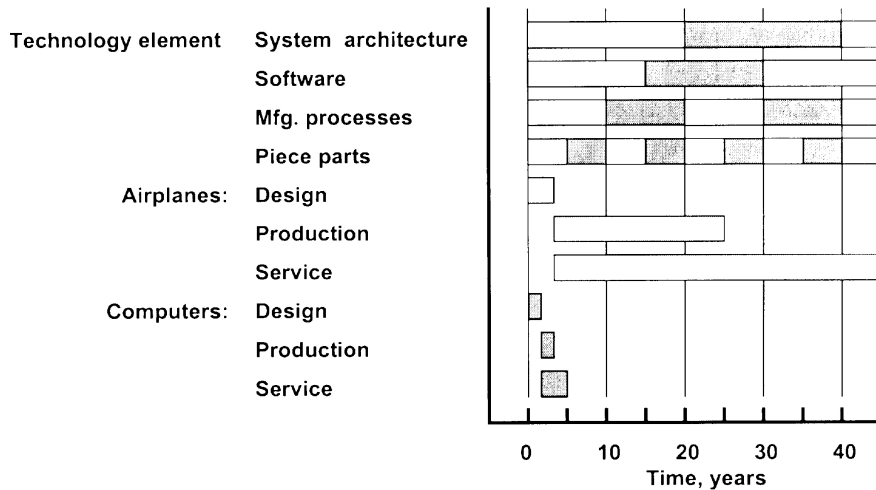 Technology element System architecture
Software
Mfg. processes
Piece parts
Airplanes: Design
Production
Service
Computers: Design
Production
Service
0 10 20 30 40
Time, years